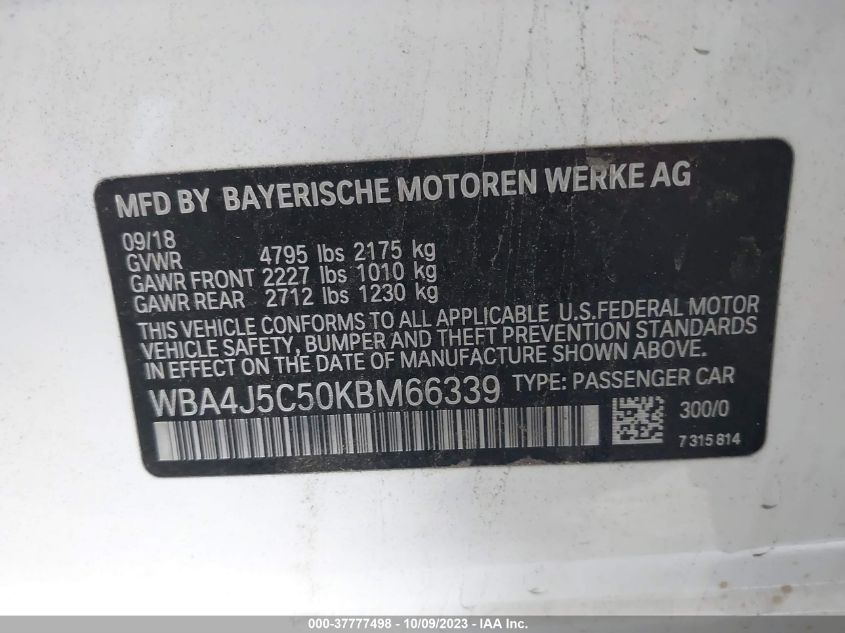 MFD BY BAYERISCHE MOTOREN WERKE AG
09/18
GVWR 4795 lbs 2175 kg
GAWR FRONT 2227 lbs 1010 kg
GAWR REAR 2712 lbs 1230 kg
THIS VEHICLE CONFORMS TO ALL APPLICABLE U.S.FEDERAL MOTOR
VEHICLE SAFETY, BUMPER AND THEFT PREVENTION STANDARDS
IN EFFECT ON THE DATE OF MANUFACTURE SHOWN ABOVE.
WBA4J5C50KBM66339 TYPE: PASSENGER CAR
300/0
7 315 814
000-37777498 - 10/09/2023 - IAA Inc.